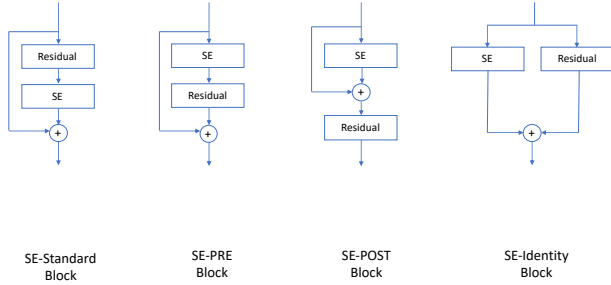 Residual
SE
+
SE
Residual
+
SE
+
Residual
SE
Residual
+
SE-Standard
Block
SE-PRE
Block
SE-POST
Block
SE-Identity
Block